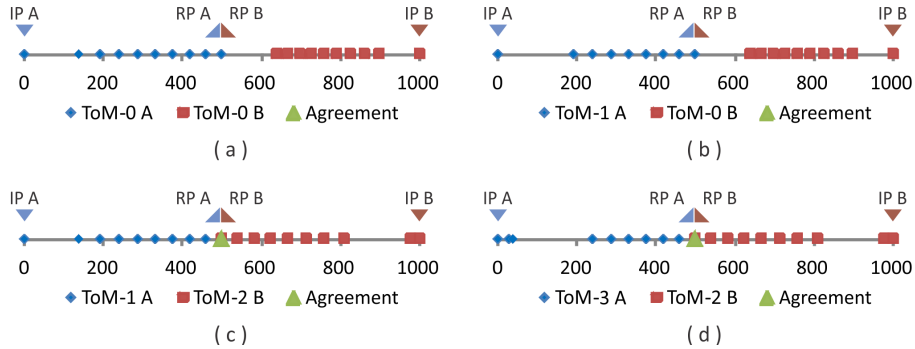 IP A RP A RP B IP B
0 200 400 600 800 1000
ToM-0 A ToM-0 B Agreement
( a )
IP A RP A RP B IP B
0 200 400 600 800 1000
ToM-1 A ToM-0 B Agreement
( b )
IP A RP A RP B IP B
0 200 400 600 800 1000
ToM-1 A ToM-2 B Agreement
( c )
IP A RP A RP B IP B
0 200 400 600 800 1000
ToM-3 A ToM-2 B Agreement
( d )